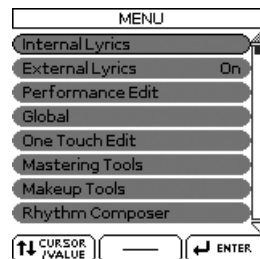 MENU
Internal Lyrics
External Lyrics On
Performance Edit
Global
One Touch Edit
Mastering Tools
Makeup Tools
Rhythm Composer
CURSOR
/VALUE
ENTER